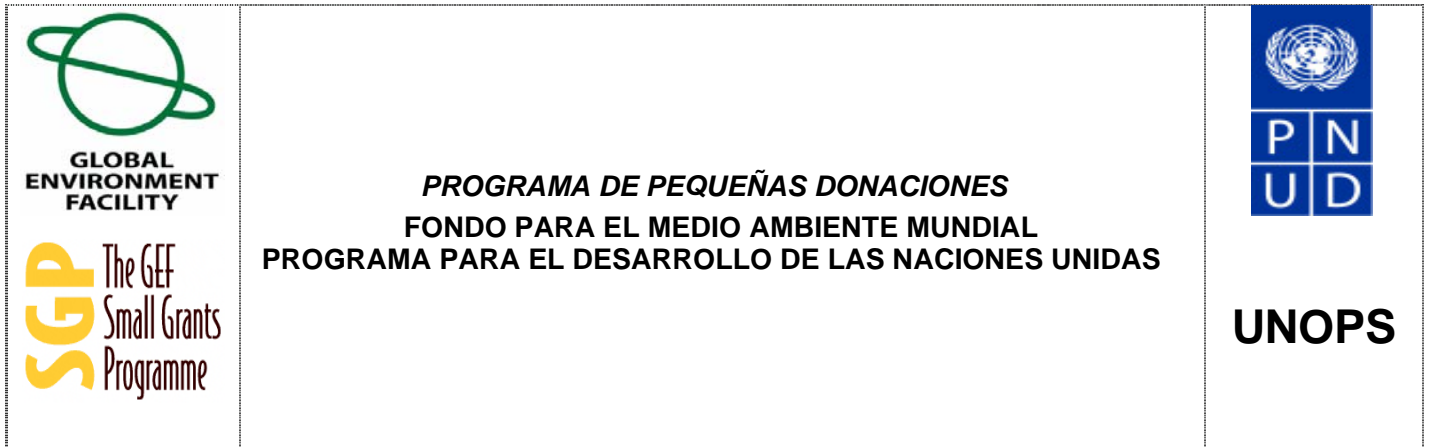 GLOBAL
ENVIRONMENT
FACILITY
SGP
The GEF
Small Grants
Programme
PROGRAMA DE PEQUEÑAS DONACIONES
FONDO PARA EL MEDIO AMBIENTE MUNDIAL
PROGRAMA PARA EL DESARROLLO DE LAS NACIONES UNIDAS
P N
U D
UNOPS